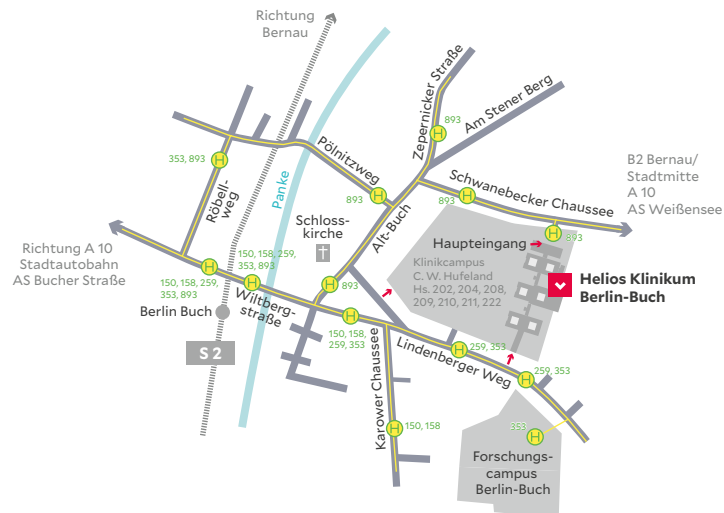 Richtung
Bernau
Zepernicker Straße
Am Stener Berg
893
353, 893
Pölnitzweg
B2 Bernau/
Stadtmitte
A 10
AS Weißensee
Schwanebecker Chaussee
893
893
Röbell-
weg
Panke
Alt-Buch
Schloss-
kirche
Haupteingang
893
Richtung A 10
Stadtautobahn
AS Bucher Straße
150, 158, 259,
353, 893
150, 158, 259,
353, 893
Klinikcampus
C. W. Hufeland
Hs. 202, 204, 208,
209, 210, 211, 222
Helios Klinikum
Berlin-Buch
893
Wiltberg-
straße
Berlin Buch
S 2
150, 158,
259, 353
Lindenberger Weg
259, 353
259, 353
Karower Chaussee
150, 158
353
Forschungs-
campus
Berlin-Buch
H
H
H
H
H
H
H
H
H
H
H
H
H